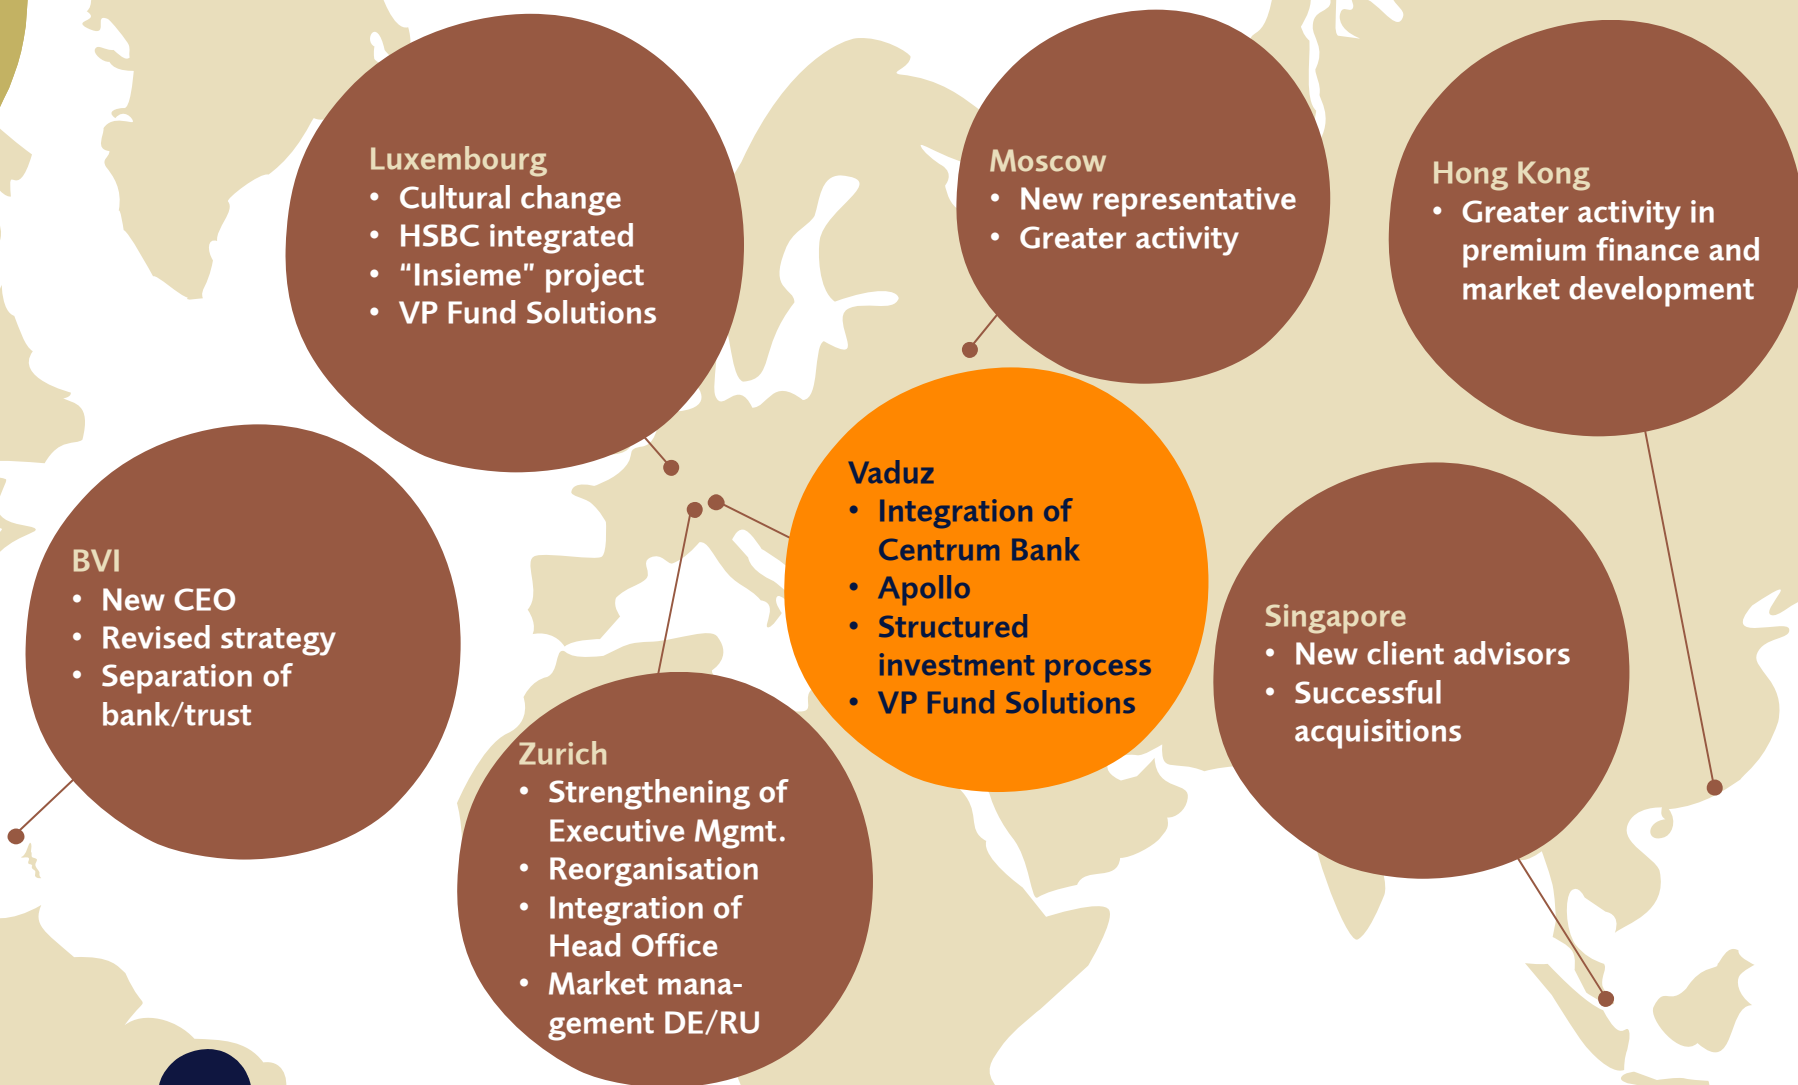 Luxembourg
• Cultural change
• HSBC integrated
• “Insieme” project
• VP Fund Solutions
Moscow
• New representative
• Greater activity
Hong Kong
• Greater activity in
premium finance and
market development
BVI
• New CEO
• Revised strategy
• Separation of
bank/trust
Vaduz
• Integration of
Centrum Bank
• Apollo
• Structured
investment process
• VP Fund Solutions
Singapore
• New client advisors
• Successful
acquisitions
Zurich
• Strengthening of
Executive Mgmt.
• Reorganisation
• Integration of
Head Office
• Market mana-
gement DE/RU